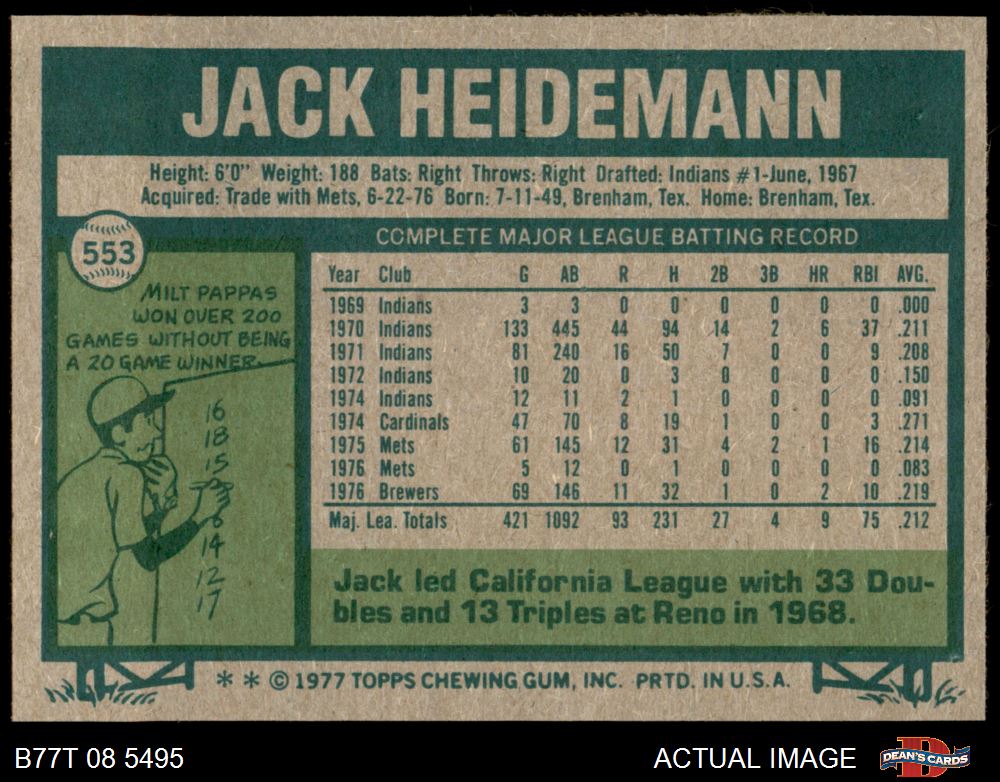 JACK HEIDEMANN
Height: 6'0" Weight: 188 Bats: Right Throws: Right Drafted: Indians #1-June, 1967
Acquired: Trade with Mets, 6-22-76 Born: 7-11-49, Brenham, Tex. Home: Brenham, Tex.
553
MILT PAPPAS
WON OVER 200
GAMES WITHOUT BEING
A 20 GAME WINNER.
16
18
15
14
12
17
COMPLETE MAJOR LEAGUE BATTING RECORD
Year Club G AB R H 2B 3B HR RBI AVG.
1969 Indians 3 3 0 0 0 0 0 0 .000
1970 Indians 133 445 44 94 14 2 6 37 .211
1971 Indians 81 240 16 50 7 0 0 9 .208
1972 Indians 10 20 0 3 0 0 0 0 .150
1974 Indians 12 11 2 1 0 0 0 0 .091
1974 Cardinals 47 70 8 19 1 0 0 3 .271
1975 Mets 61 145 12 31 4 2 1 16 .214
1976 Mets 5 12 0 1 0 0 0 0 .083
1976 Brewers 69 146 11 32 1 0 2 10 .219
Maj. Lea. Totals 421 1092 93 231 27 4 9 75 .212
Jack led California League with 33 Dou-
bles and 13 Triples at Reno in 1968.
* * © 1977 TOPPS CHEWING GUM, INC. PRTD. IN U.S.A.
B77T 08 5495
ACTUAL IMAGE
DEAN'S CARDS